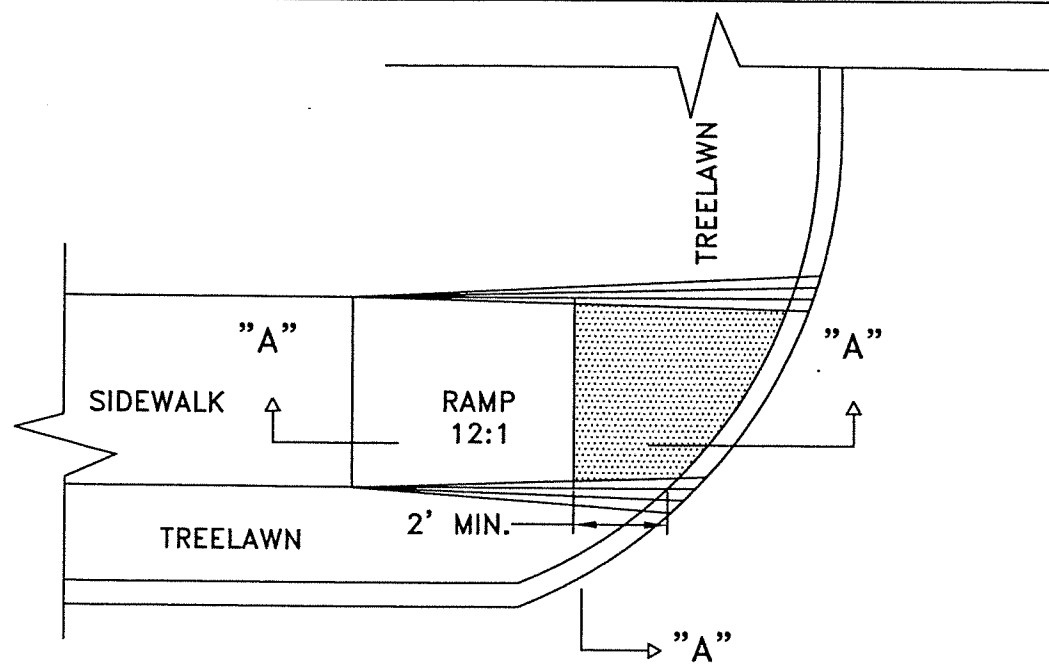 TREELAWN
"A"
"A"
SIDEWALK
RAMP
12:1
2' MIN.
TREELAWN
"A"